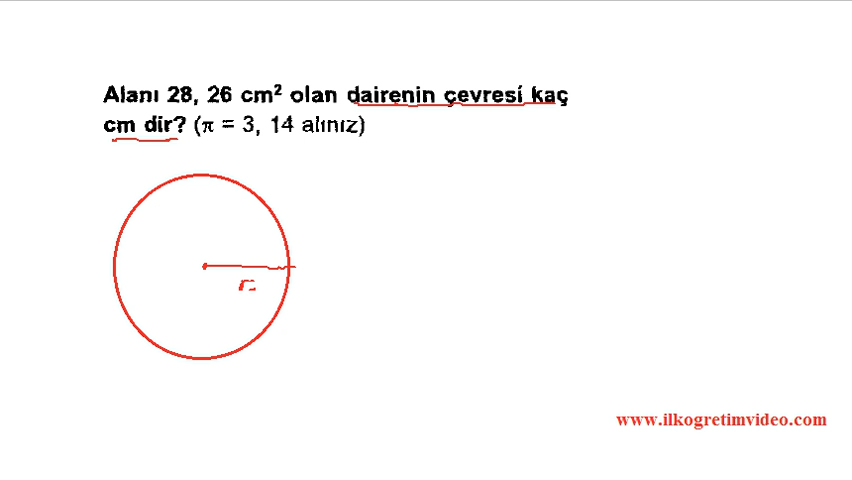 Alanı 28, 26 cm² olan dairenin çevresi kaç
cm dir? (π = 3, 14 alınız)
r
www.ilkogretimvideo.com